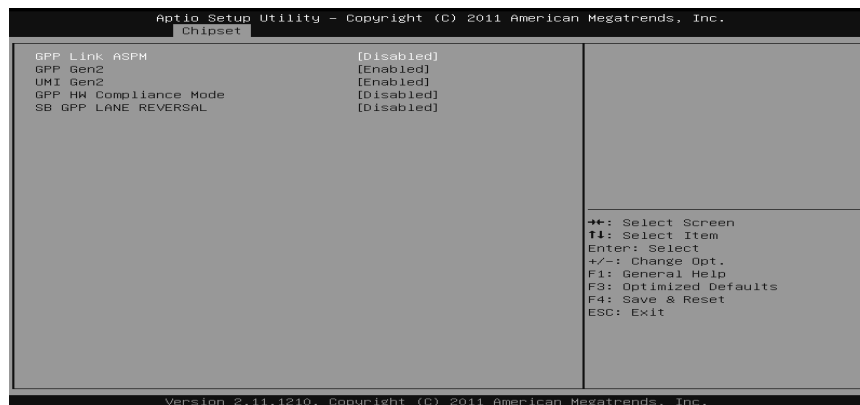 Aptio Setup Utility – Copyright (C) 2011 American Megatrends, Inc.
Chipset
GPP Link ASPM [Disabled]
GPP Gen2 [Enabled]
UMI Gen2 [Enabled]
GPP HW Compliance Mode [Disabled]
SB GPP LANE REVERSAL [Disabled]
→←: Select Screen
↑↓: Select Item
Enter: Select
+/-: Change Opt.
F1: General Help
F3: Optimized Defaults
F4: Save & Reset
ESC: Exit
Version 2.11.1210. Copyright (C) 2011 American Megatrends, Inc.